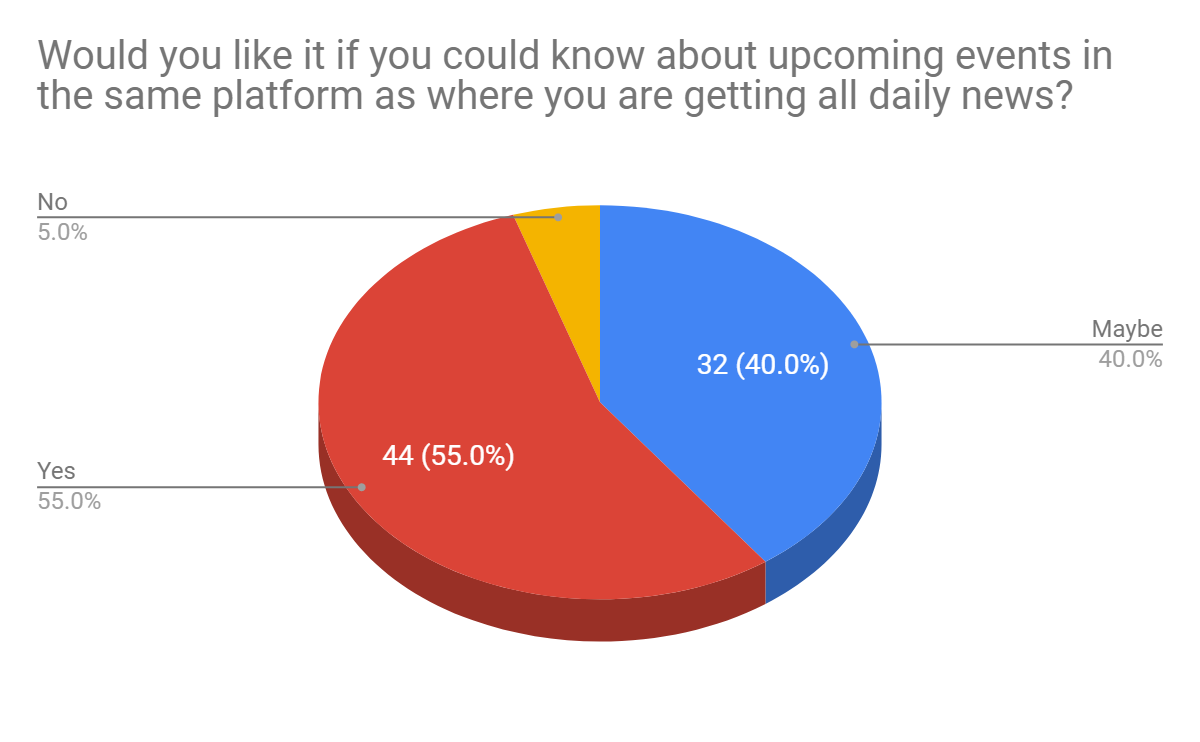 Would you like it if you could know about upcoming events in
the same platform as where you are getting all daily news?
No
5.0%
Maybe
40.0%
32 (40.0%)
44 (55.0%)
Yes
55.0%